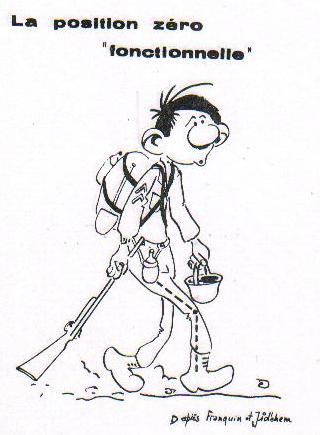 La position zéro
"fonctionnelle"
D'après Franquin et Jidéhem